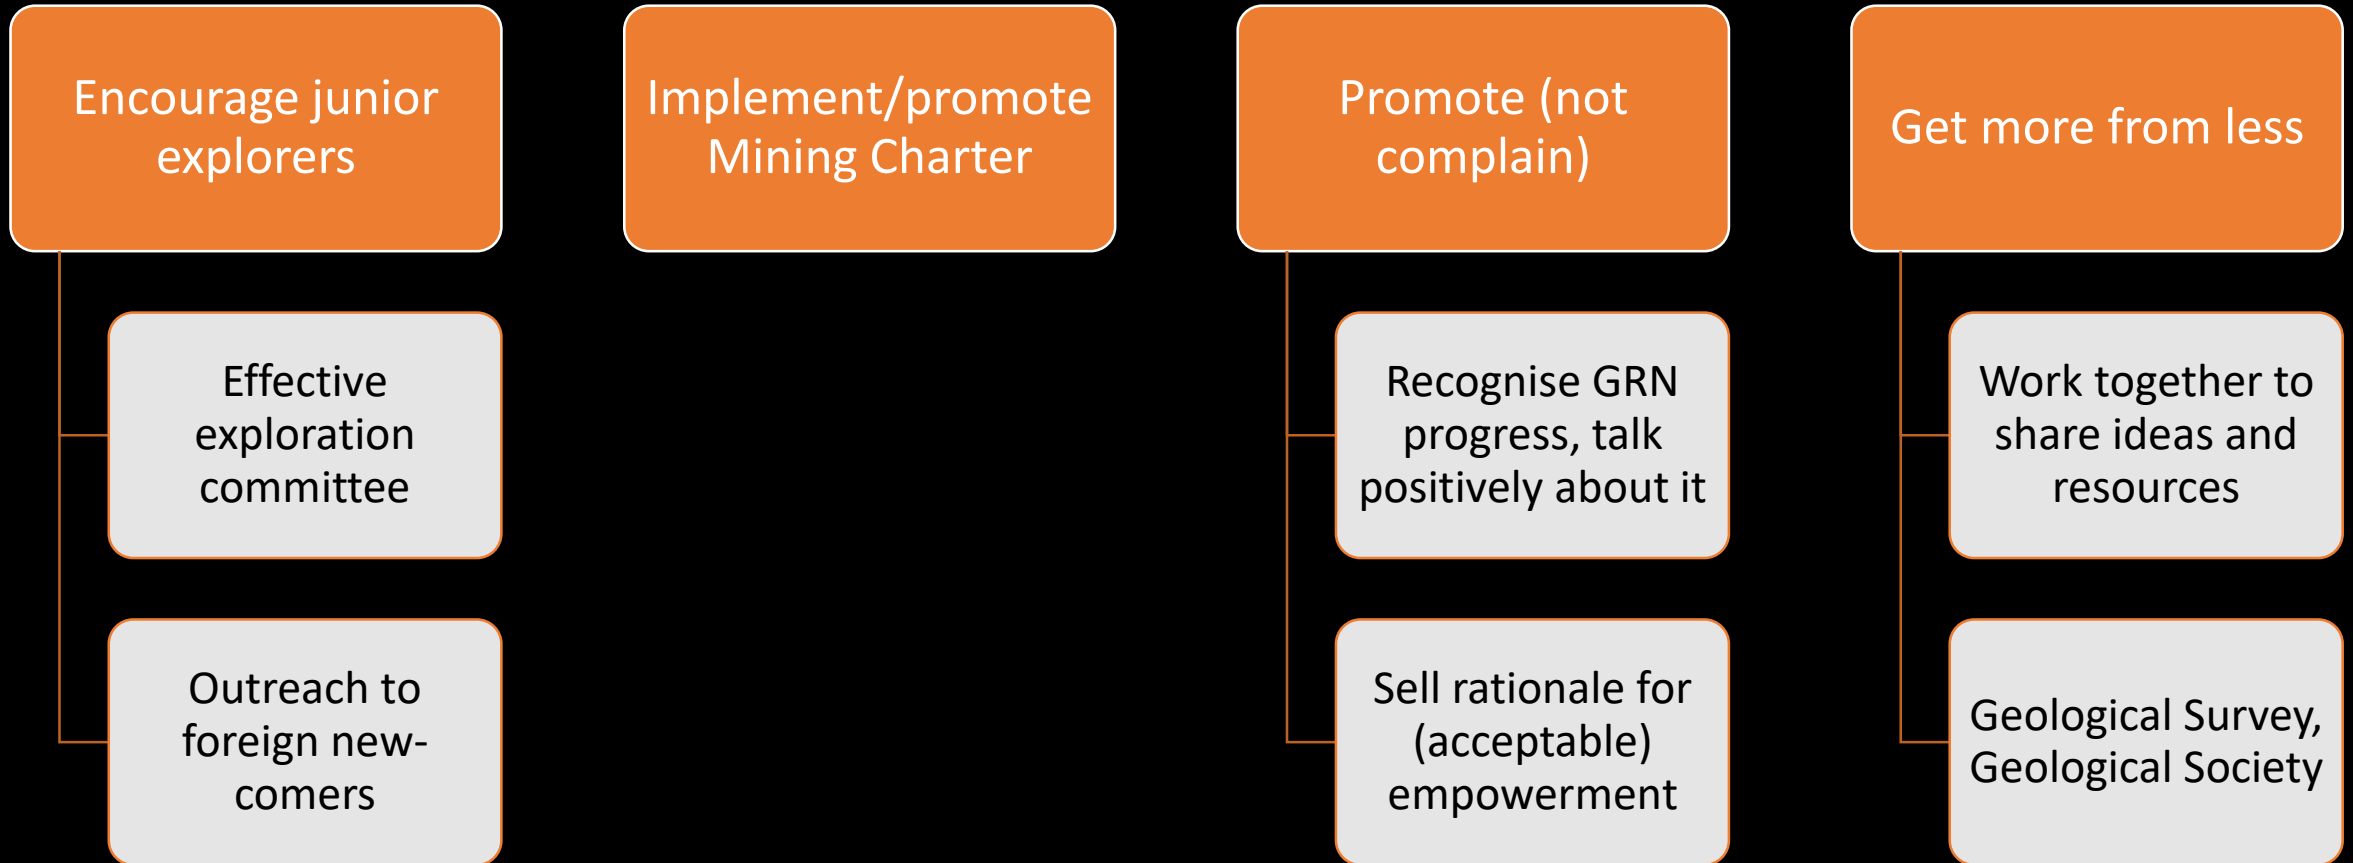 Encourage junior
explorers
Effective
exploration
committee
Outreach to
foreign new-
comers
Implement/promote
Mining Charter
Promote (not
complain)
Recognise GRN
progress, talk
positively about it
Sell rationale for
(acceptable)
empowerment
Get more from less
Work together to
share ideas and
resources
Geological Survey,
Geological Society